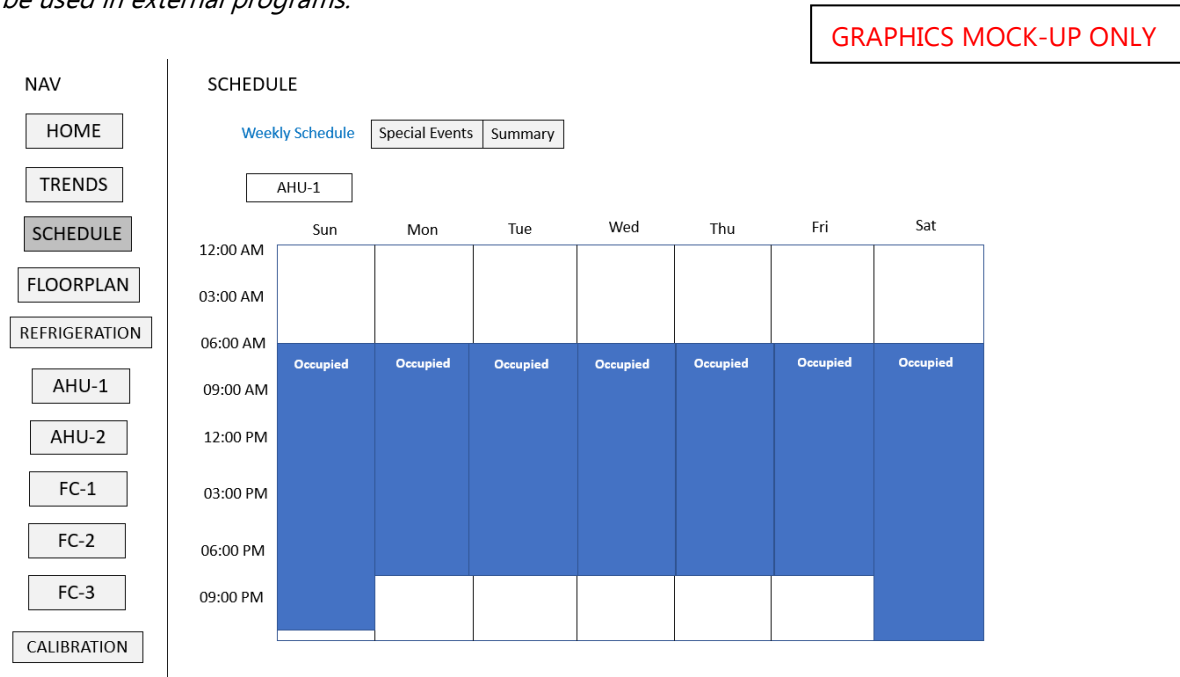 be used in external programs.
GRAPHICS MOCK-UP ONLY
NAV
HOME
TRENDS
SCHEDULE
FLOORPLAN
REFRIGERATION
AHU-1
AHU-2
FC-1
FC-2
FC-3
CALIBRATION
SCHEDULE
Weekly Schedule Special Events Summary
AHU-1
Sun Mon Tue Wed Thu Fri Sat
12:00 AM
03:00 AM
06:00 AM
Occupied Occupied Occupied Occupied Occupied Occupied Occupied
09:00 AM
12:00 PM
03:00 PM
06:00 PM
09:00 PM